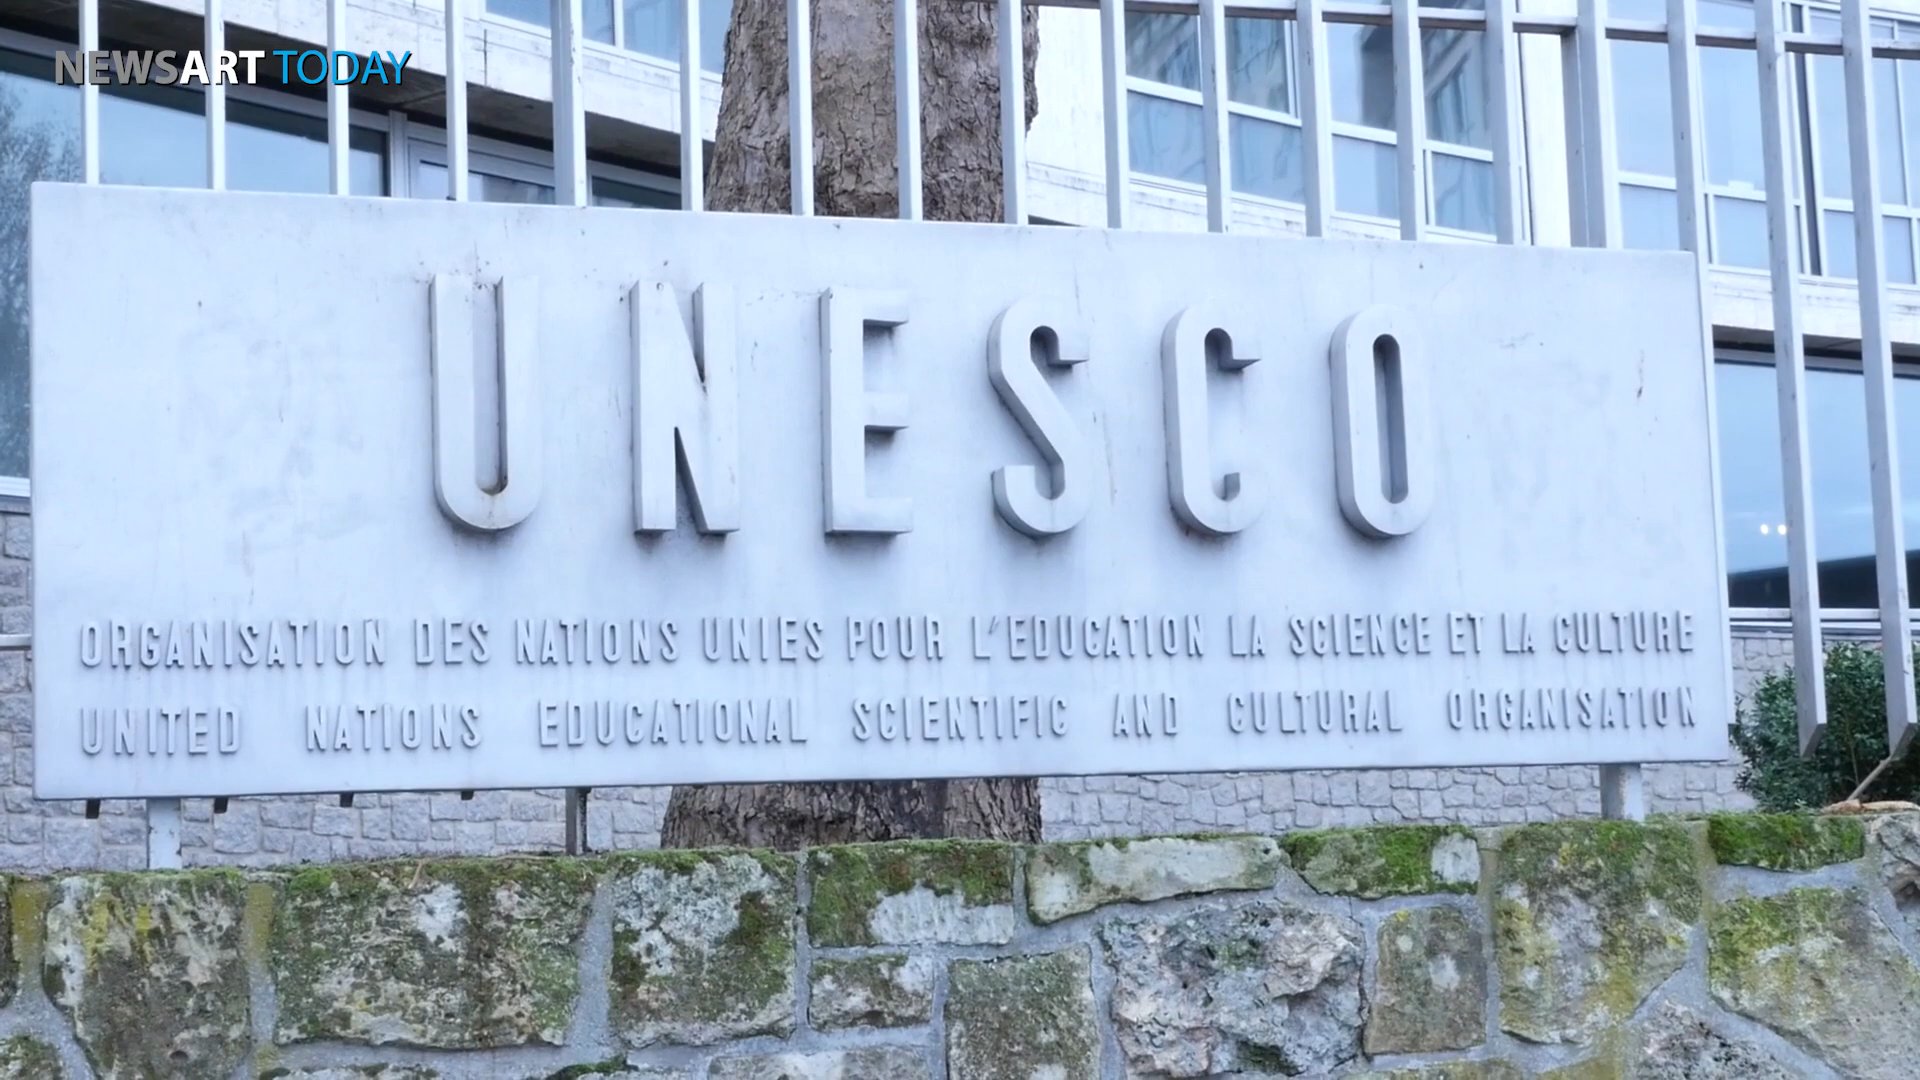 NEWSART TODAY
UNESCO
ORGANISATION DES NATIONS UNIES POUR L'EDUCATION LA SCIENCE ET LA CULTURE
UNITED NATIONS EDUCATIONAL SCIENTIFIC AND CULTURAL ORGANISATION